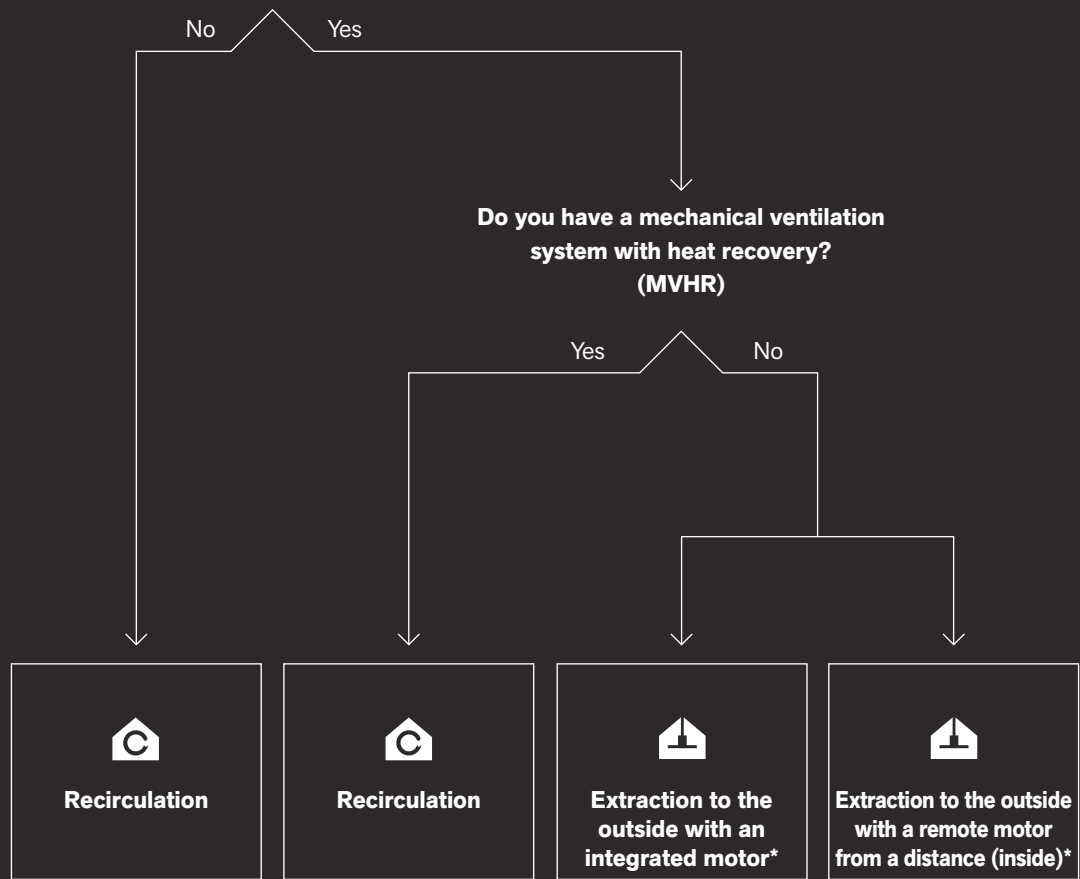 No
Yes
Do you have a mechanical ventilation
system with heat recovery?
(MVHR)
Yes
No
Recirculation
Recirculation
Extraction to the
outside with an
integrated motor*
Extraction to the outside
with a remote motor
from a distance (inside)*